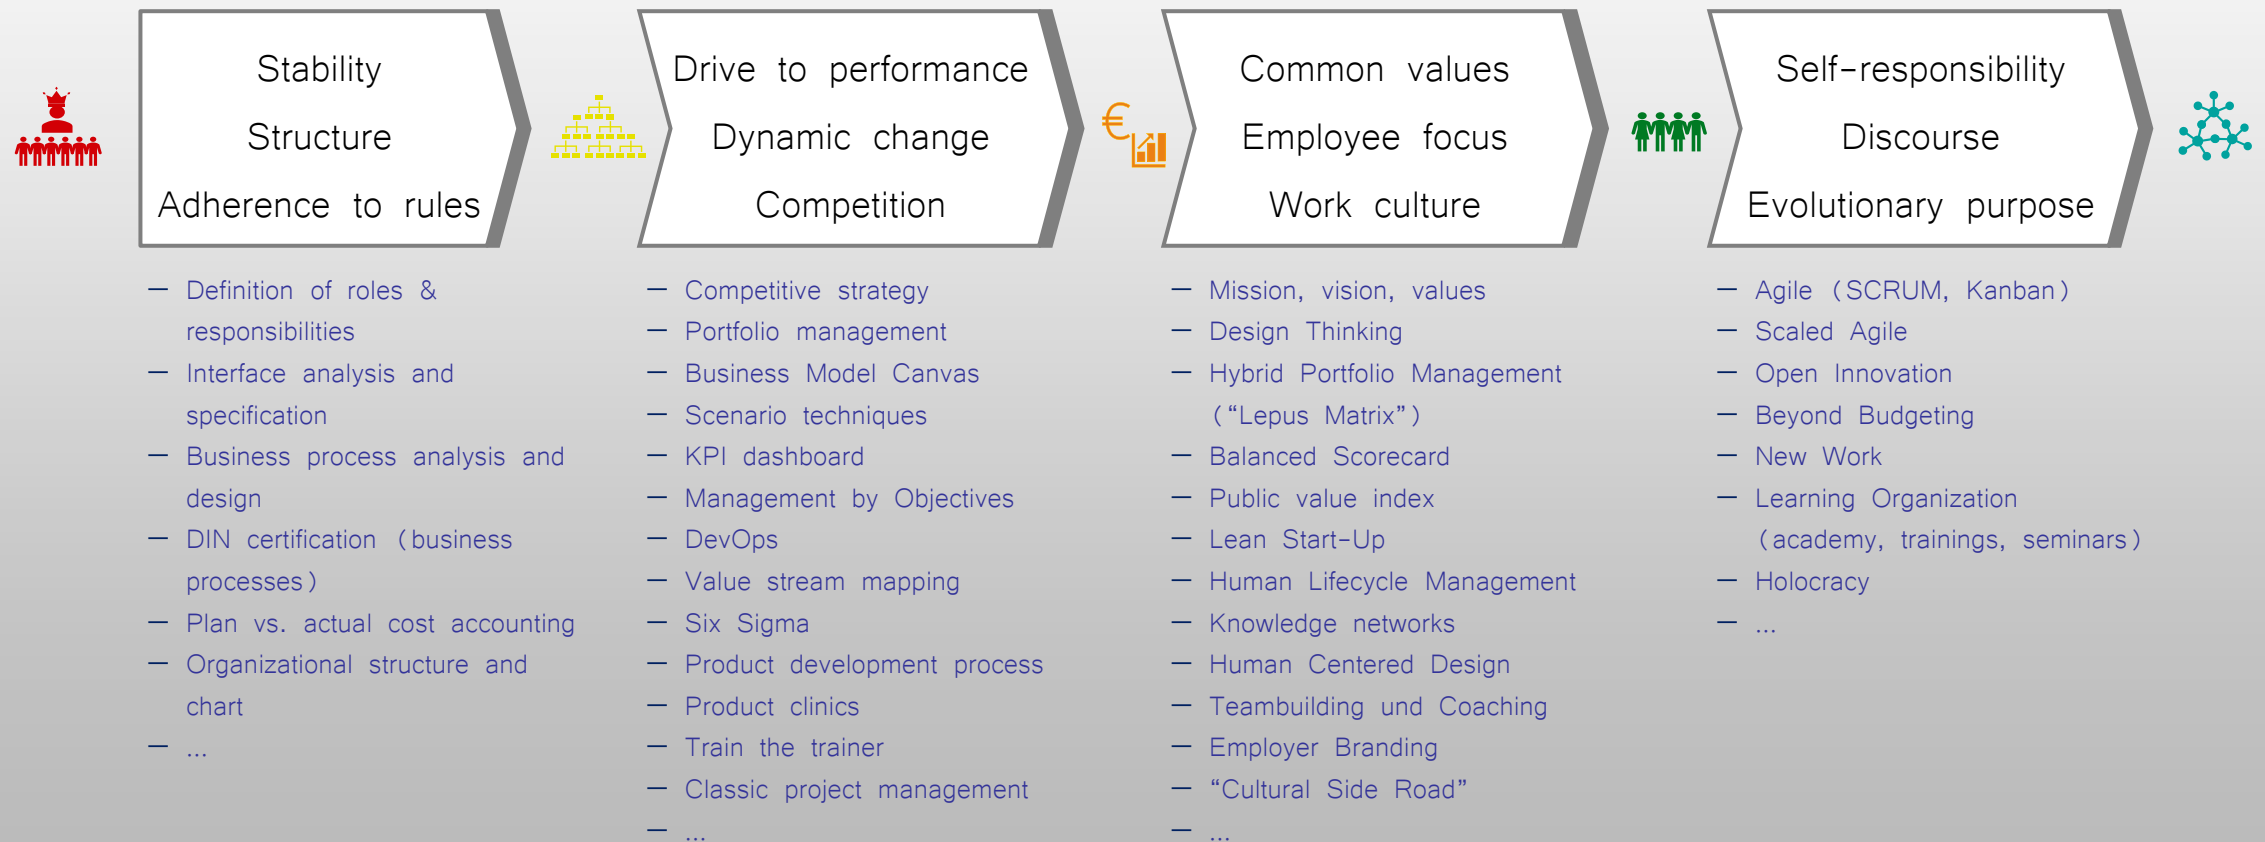 Stability
Structure
Adherence to rules
— Definition of roles &
responsibilities
— Interface analysis and
specification
— Business process analysis and
design
— DIN certification (business
processes)
— Plan vs. actual cost accounting
— Organizational structure and
chart
— ...
Drive to performance
Dynamic change
Competition
— Competitive strategy
— Portfolio management
— Business Model Canvas
— Scenario techniques
— KPI dashboard
— Management by Objectives
— DevOps
— Value stream mapping
— Six Sigma
— Product development process
— Product clinics
— Train the trainer
— Classic project management
— ...
€
Common values
Employee focus
Work culture
— Mission, vision, values
— Design Thinking
— Hybrid Portfolio Management
(“Lepus Matrix”)
— Balanced Scorecard
— Public value index
— Lean Start-Up
— Human Lifecycle Management
— Knowledge networks
— Human Centered Design
— Teambuilding und Coaching
— Employer Branding
— “Cultural Side Road”
— ...
Self-responsibility
Discourse
Evolutionary purpose
— Agile (SCRUM, Kanban)
— Scaled Agile
— Open Innovation
— Beyond Budgeting
— New Work
— Learning Organization
(academy, trainings, seminars)
— Holocracy
— ...